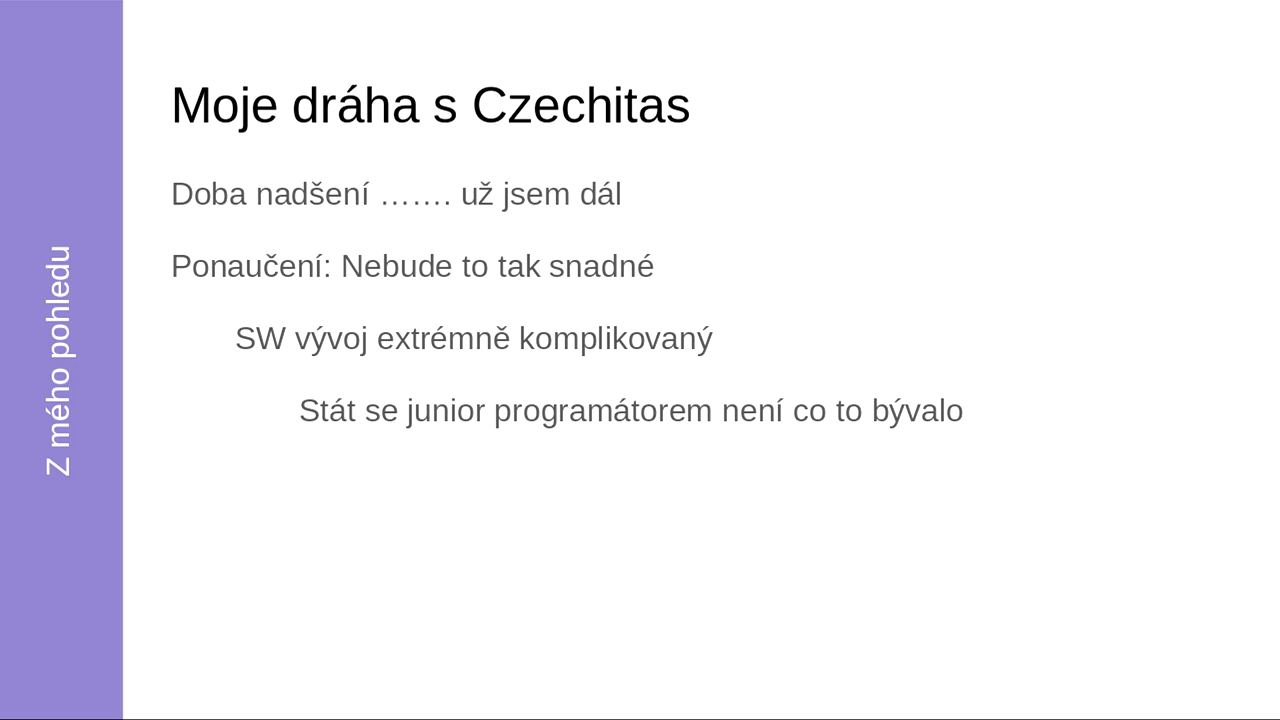 Z mého pohledu
Moje dráha s Czechitas
Doba nadšení ……. už jsem dál
Ponaučení: Nebude to tak snadné
SW vývoj extrémně komplikovaný
Stát se junior programátorem není co to bývalo